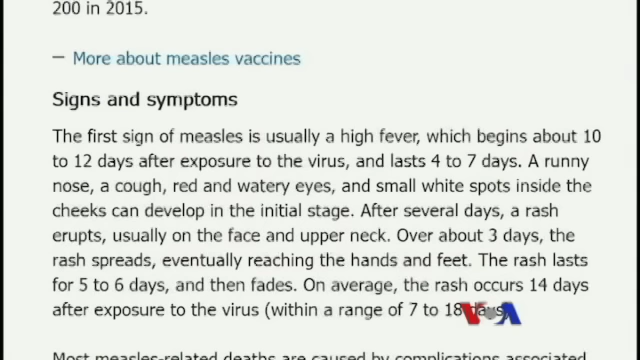 200 in 2015.
— More about measles vaccines
Signs and symptoms
The first sign of measles is usually a high fever, which begins about 10
to 12 days after exposure to the virus, and lasts 4 to 7 days. A runny
nose, a cough, red and watery eyes, and small white spots inside the
cheeks can develop in the initial stage. After several days, a rash
erupts, usually on the face and upper neck. Over about 3 days, the
rash spreads, eventually reaching the hands and feet. The rash lasts
for 5 to 6 days, and then fades. On average, the rash occurs 14 days
after exposure to the virus (within a range of 7 to 18 days)
VOA
Most measles-related deaths are caused by complications associated